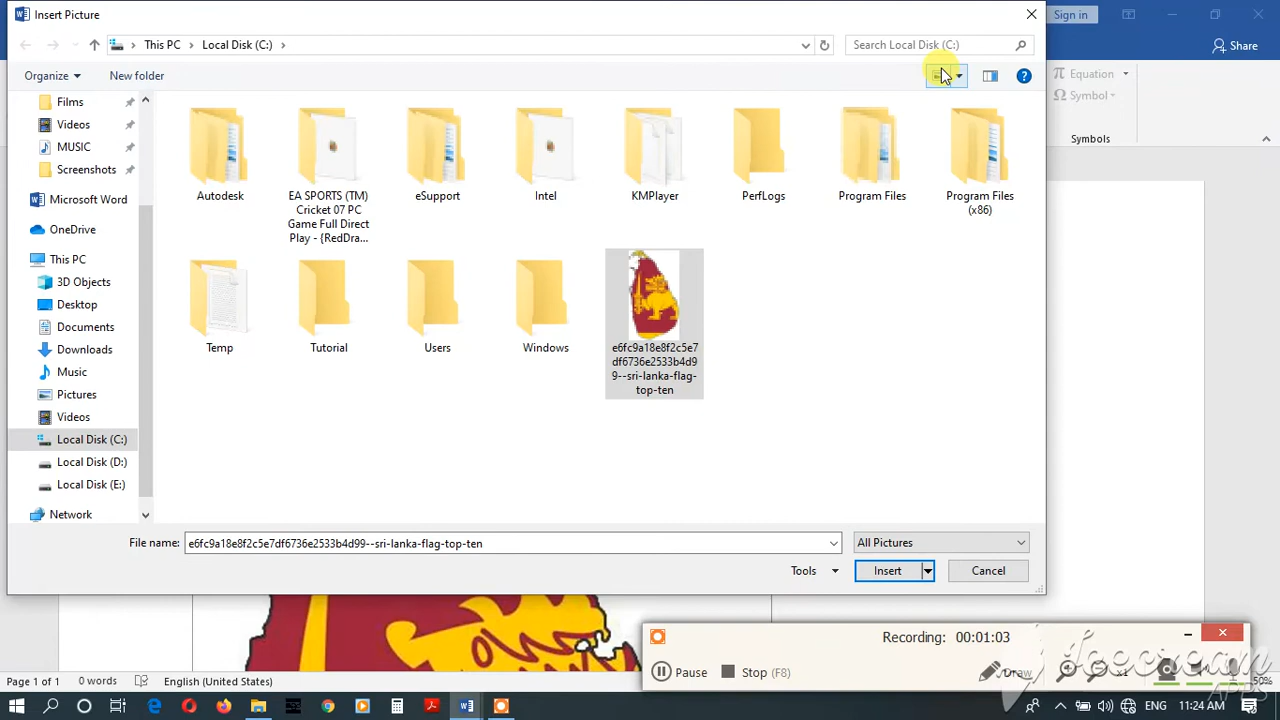 Insert Picture
Sign in
This PC
Local Disk (C:)
Search Local Disk (C:)
Share
Organize
New folder
Equation
Symbol
Symbols
Films
Videos
MUSIC
Screenshots
Microsoft Word
OneDrive
This PC
3D Objects
Desktop
Documents
Downloads
Music
Pictures
Videos
Local Disk (C:)
Local Disk (D:)
Local Disk (E:)
Network
Autodesk
EA SPORTS (TM)
Cricket 07 PC
Game Full Direct
Play - {RedDra...
eSupport
Intel
KMPlayer
PerfLogs
Program Files
Program Files
(x86)
Temp
Tutorial
Users
Windows
e6fc9a18e8f2c5e7
df6736e2533b4d9
9--sri-lanka-flag-
top-ten
File name:
e6fc9a18e8f2c5e7df6736e2533b4d99--sri-lanka-flag-top-ten
All Pictures
Tools
Insert
Cancel
Recording: 00:01:03
Pause
Stop (F8)
Draw
x1
Icecream
APPS
Page 1 of 1
0 words
English (United States)
50%
11:24 AM